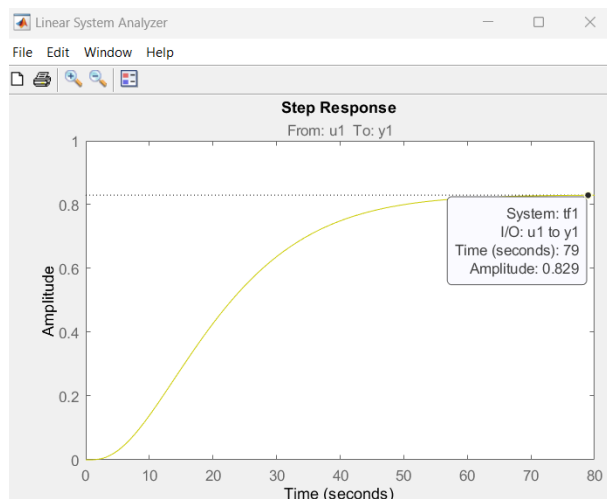 Linear System Analyzer
File Edit Window Help
Step Response
From: u1 To: y1
1
0.8
0.6
0.4
0.2
0
Amplitude
System: tf1
I/O: u1 to y1
Time (seconds): 79
Amplitude: 0.829
0 10 20 30 40 50 60 70 80
Time (seconds)